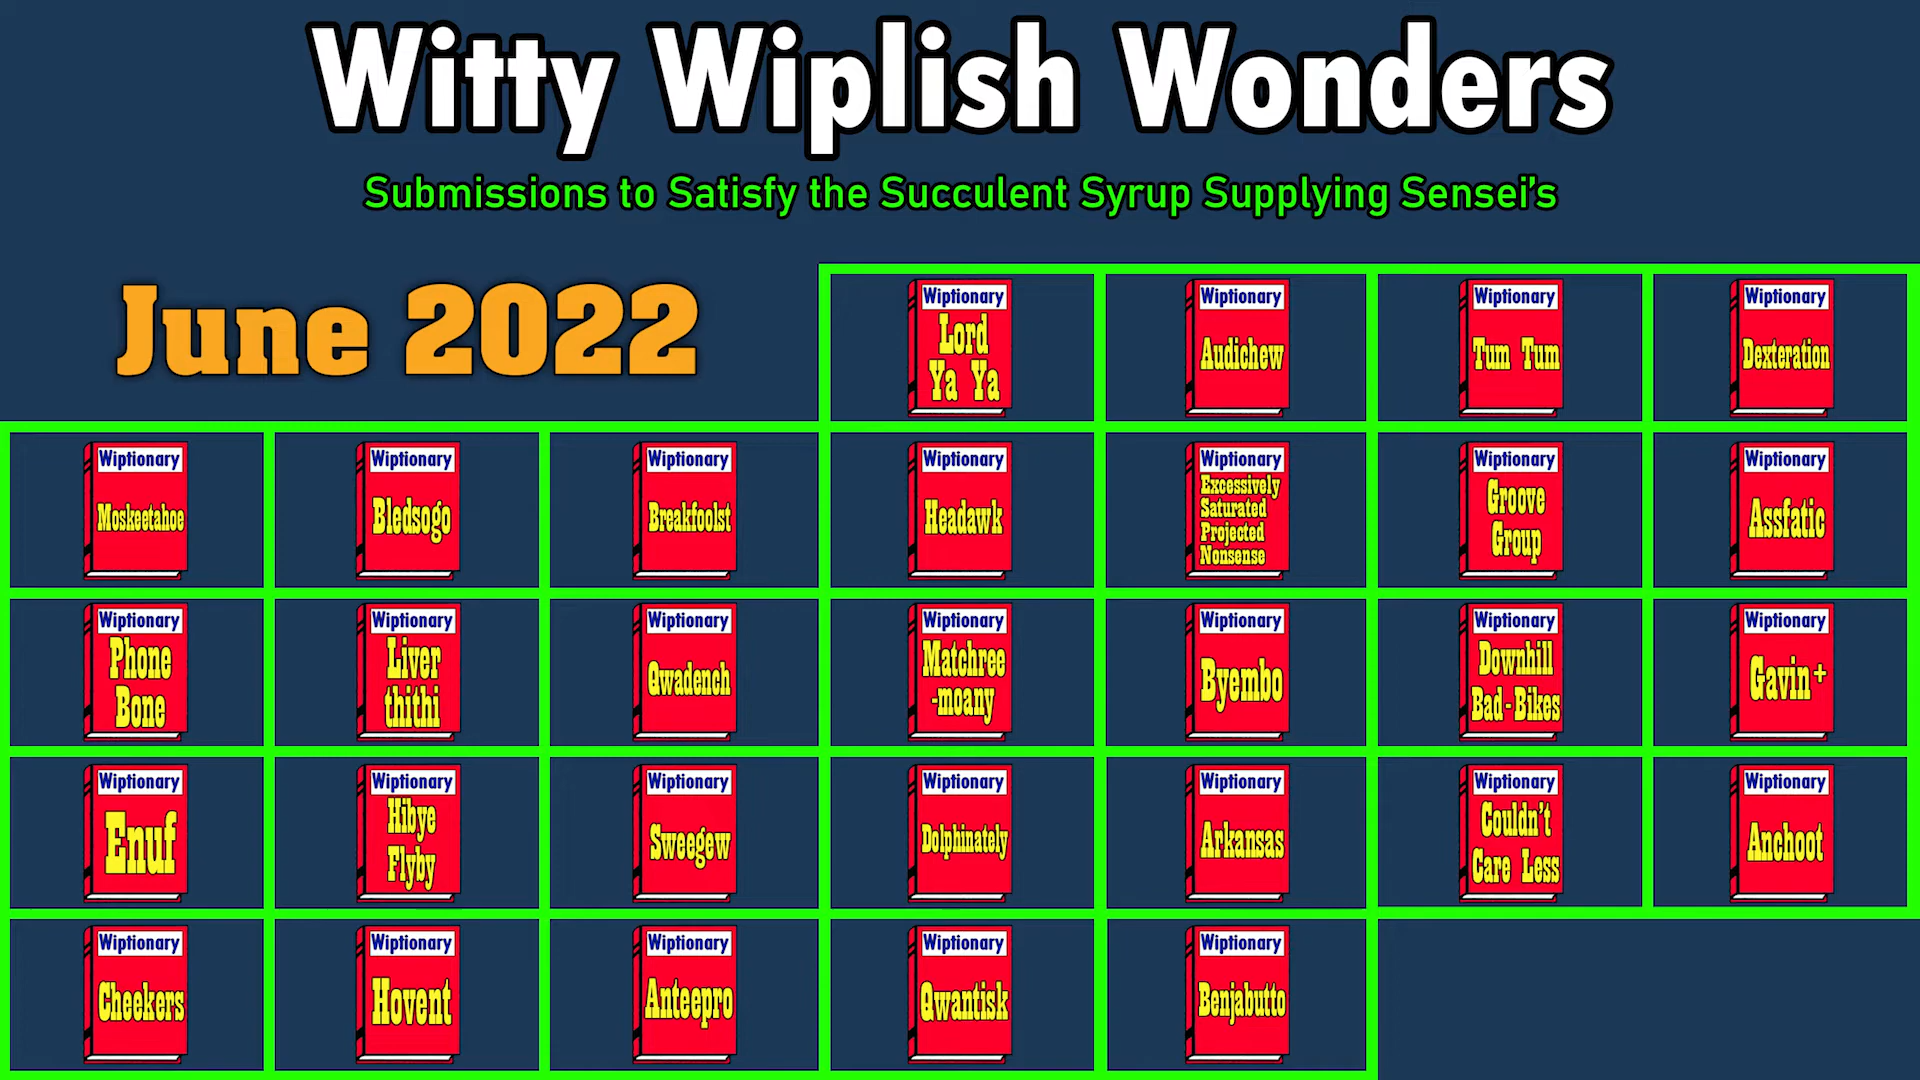 Witty Wiplish Wonders
Submissions to Satisfy the Succulent Syrup Supplying Sensei's
June 2022
Wiptionary
Lord
Ya Ya
Wiptionary
Audichew
Wiptionary
Tum Tum
Wiptionary
Dexteration
Wiptionary
Moskeetahoe
Wiptionary
Bledsogo
Wiptionary
Breakfoolst
Wiptionary
Headawk
Wiptionary
Excessively
Saturated
Projected
Nonsense
Wiptionary
Groove
Group
Wiptionary
Assfatic
Wiptionary
Phone
Bone
Wiptionary
Liver
thithi
Wiptionary
Qwadench
Wiptionary
Matchree
-moany
Wiptionary
Byembo
Wiptionary
Downhill
Bad-Bikes
Wiptionary
Gavin+
Wiptionary
Enuf
Wiptionary
Hibye
Flyby
Wiptionary
Sweegew
Wiptionary
Dolphinately
Wiptionary
Arkansas
Wiptionary
Couldn't
Care Less
Wiptionary
Anchoot
Wiptionary
Cheekers
Wiptionary
Hovent
Wiptionary
Anteepro
Wiptionary
Qwantisk
Wiptionary
Benjabutto